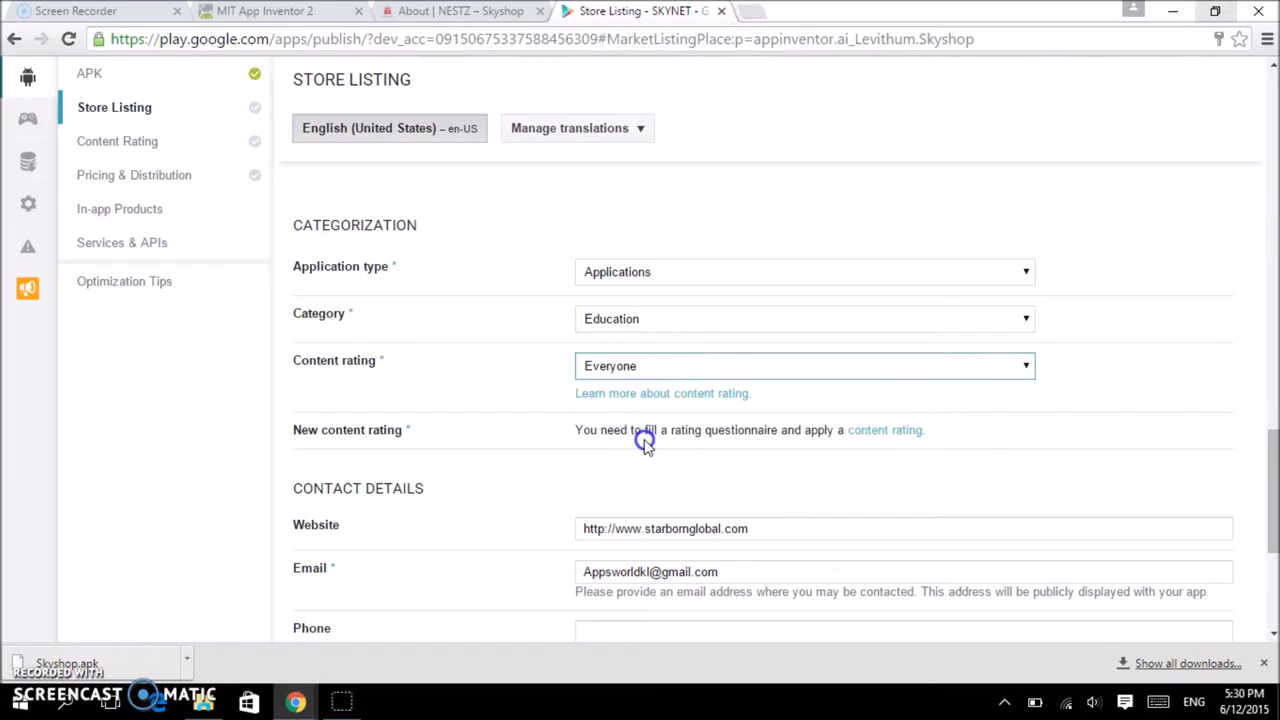 Screen Recorder
MIT App Inventor 2
About | NESTZ – Skyshop
Store Listing - SKYNET - G
https://play.google.com/apps/publish/?dev_acc=09150675337588456309#MarketListingPlace:p=appinventor.ai_Levithum.Skyshop
APK
Store Listing
Content Rating
Pricing & Distribution
In-app Products
Services & APIs
Optimization Tips
STORE LISTING
English (United States) – en-US
Manage translations
CATEGORIZATION
Application type *
Applications
Category *
Education
Content rating *
Everyone
Learn more about content rating.
New content rating *
You need to fill a rating questionnaire and apply a content rating.
CONTACT DETAILS
Website
http://www.starbornglobal.com
Email *
Appsworldkl@gmail.com
Please provide an email address where you may be contacted. This address will be publicly displayed with your app.
Phone
Skyshop.apk
Show all downloads...
RECORDED WITH
SCREENCAST MATIC
ENG
5:30 PM
6/12/2015